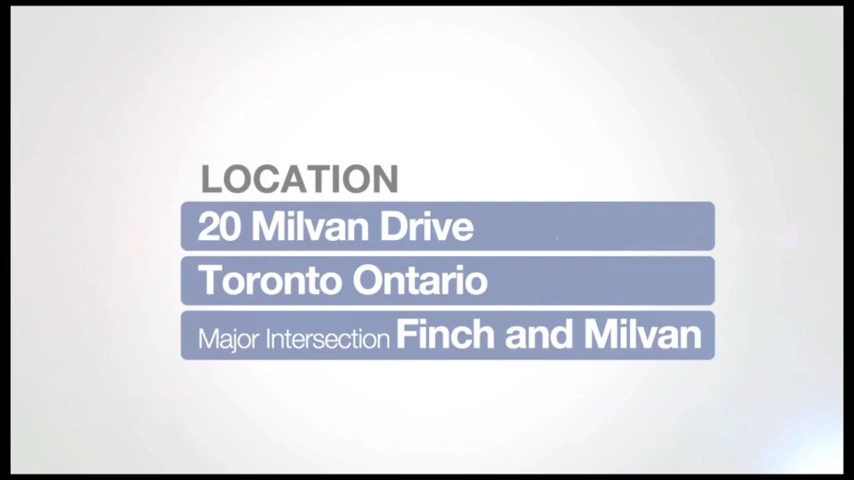 LOCATION
20 Milvan Drive
Toronto Ontario
Major Intersection Finch and Milvan